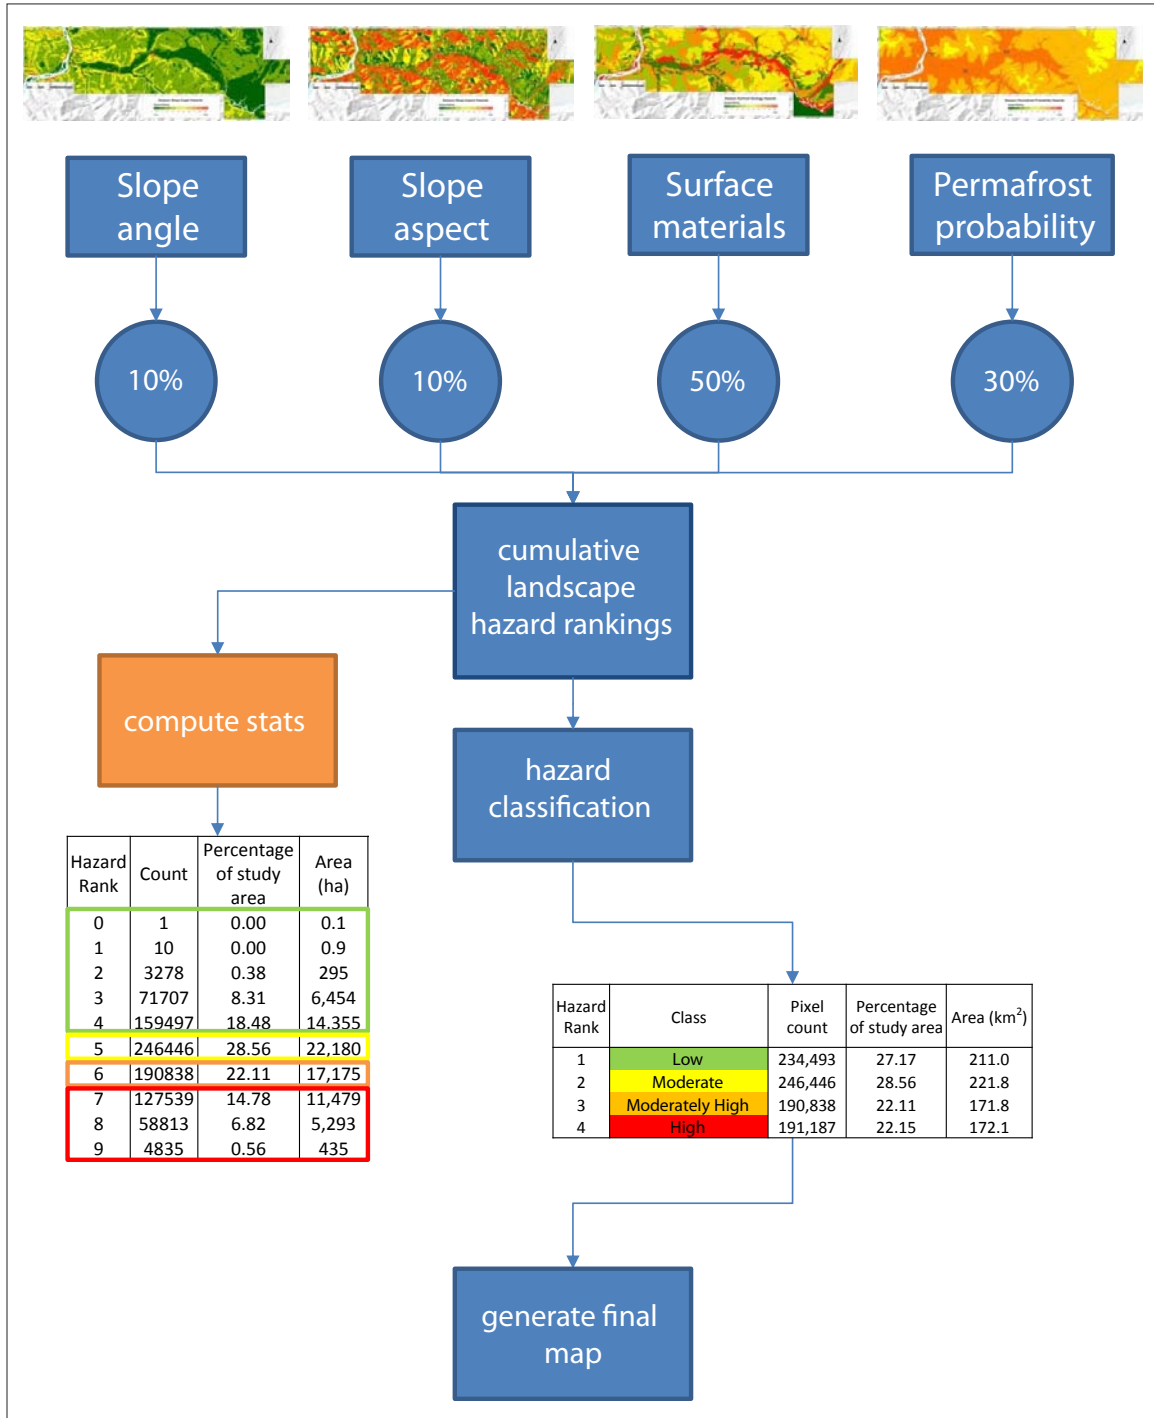 Slope
angle
Slope
aspect
Surface
materials
Permafrost
probability
10%
10%
50%
30%
cumulative
landscape
hazard rankings
compute stats
hazard
classification
Hazard Rank Count Percentage of study area Area (ha)
0 1 0.00 0.1
1 10 0.00 0.9
2 3278 0.38 295
3 71707 8.31 6,454
4 159497 18.48 14.355
5 246446 28.56 22,180
6 190838 22.11 17,175
7 127539 14.78 11,479
8 58813 6.82 5,293
9 4835 0.56 435
Hazard Rank Class Pixel count Percentage of study area Area (km²)
1 Low 234,493 27.17 211.0
2 Moderate 246,446 28.56 221.8
3 Moderately High 190,838 22.11 171.8
4 High 191,187 22.15 172.1
generate final
map